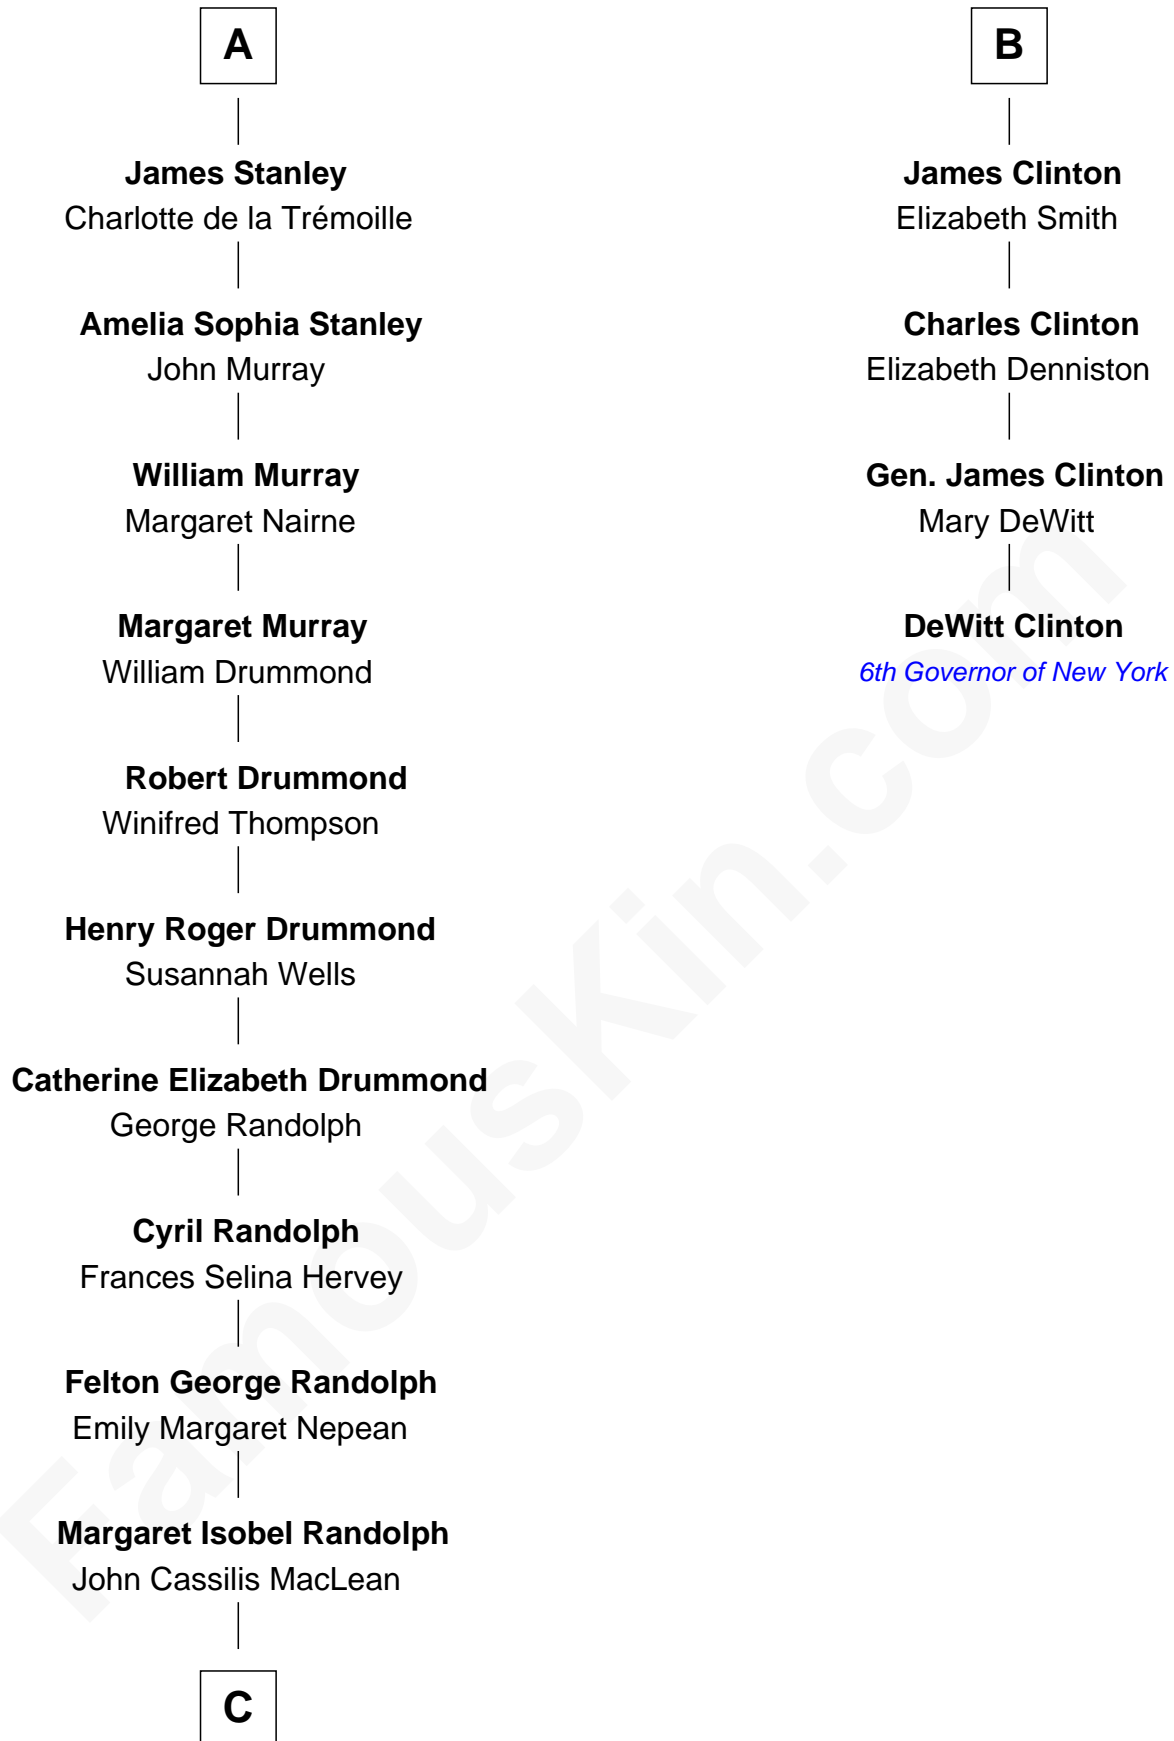 A
James Stanley
Charlotte de la Trémoille
Amelia Sophia Stanley
John Murray
William Murray
Margaret Nairne
Margaret Murray
William Drummond
Robert Drummond
Winifred Thompson
Henry Roger Drummond
Susannah Wells
Catherine Elizabeth Drummond
George Randolph
Cyril Randolph
Frances Selina Hervey
Felton George Randolph
Emily Margaret Nepean
Margaret Isobel Randolph
John Cassilis MacLean
C
B
James Clinton
Elizabeth Smith
Charles Clinton
Elizabeth Denniston
Gen. James Clinton
Mary DeWitt
DeWitt Clinton
6th Governor of New York
FamousKin.com